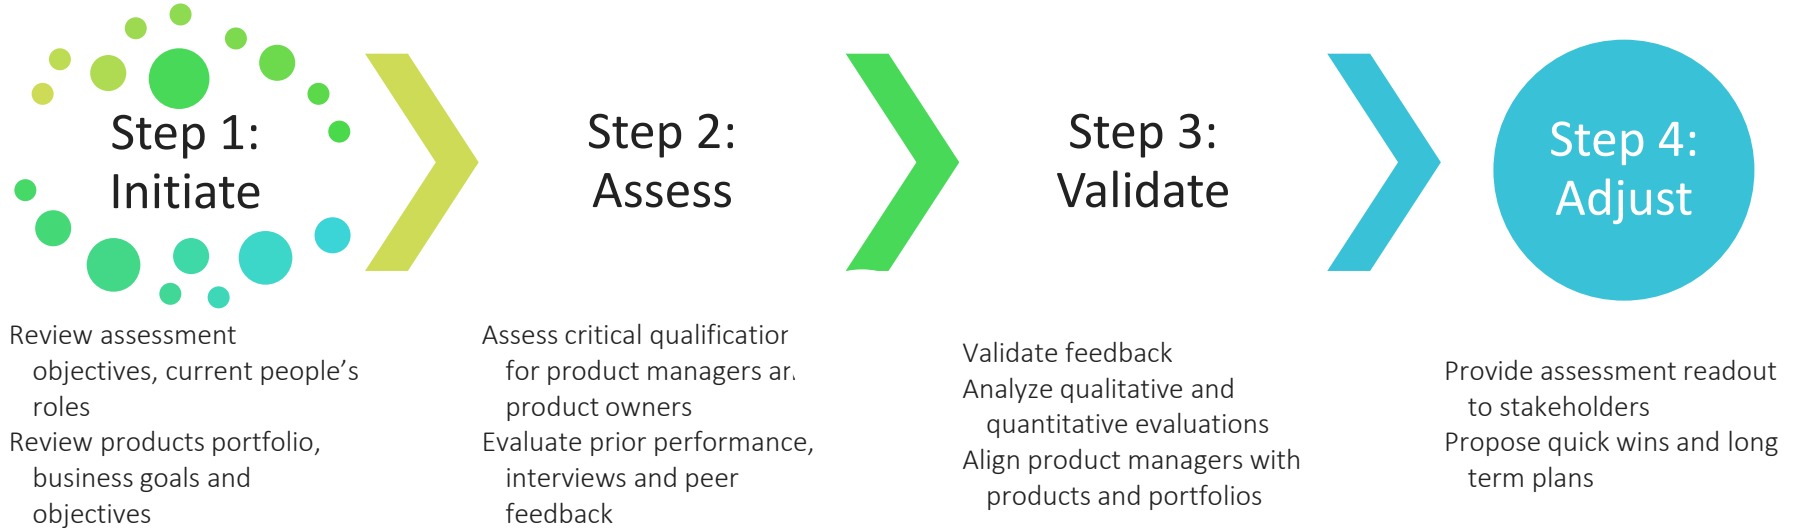 Step 1:
Initiate
Review assessment
objectives, current people's
roles
Review products portfolio,
business goals and
objectives
Step 2:
Assess
Assess critical qualification
for product managers an
product owners
Evaluate prior performance,
interviews and peer
feedback
Step 3:
Validate
Validate feedback
Analyze qualitative and
quantitative evaluations
Align product managers with
products and portfolios
Step 4:
Adjust
Provide assessment readout
to stakeholders
Propose quick wins and long
term plans